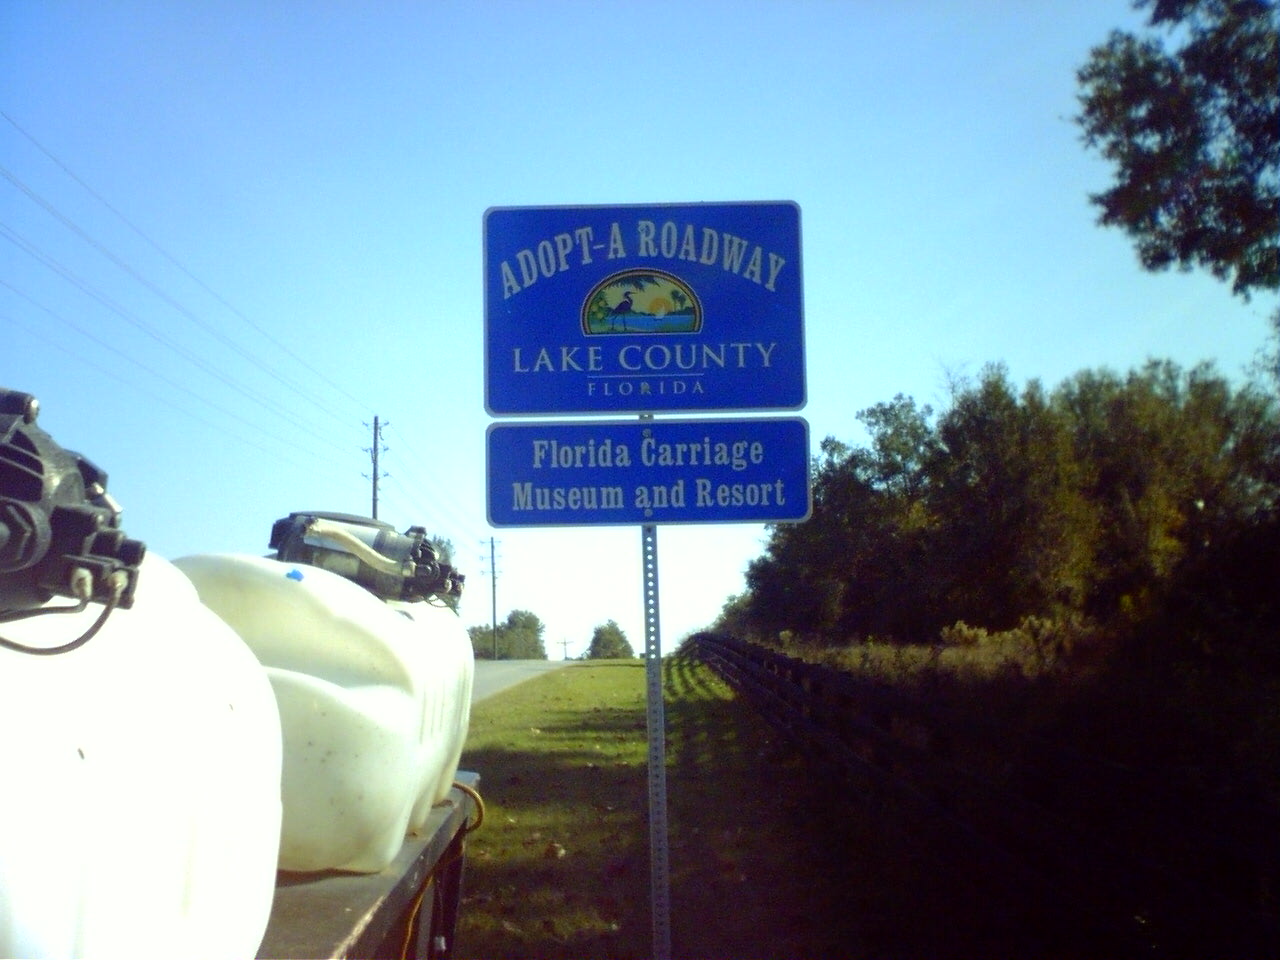 ADOPT-A ROADWAY
LAKE COUNTY
FLORIDA
Florida Carriage
Museum and Resort